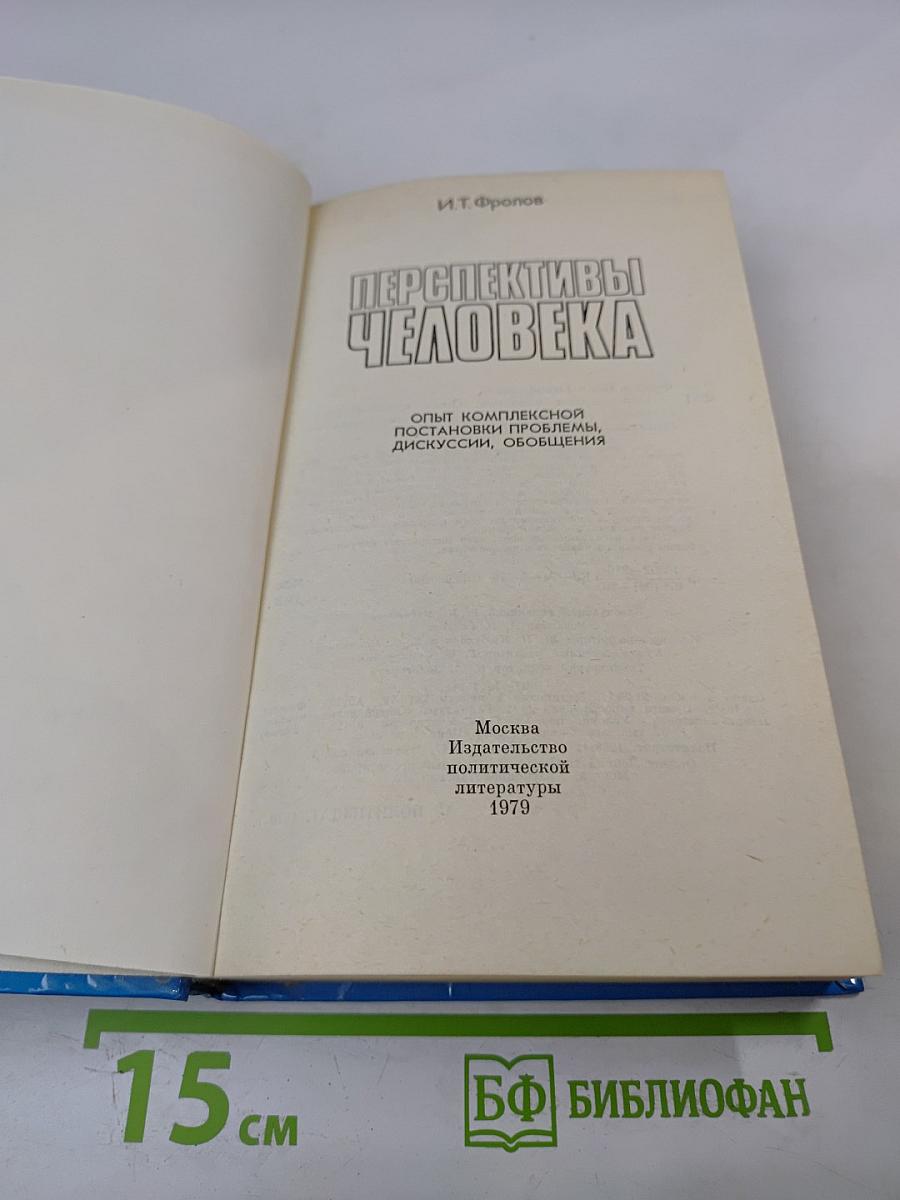 И.Т. Фролов
ПЕРСПЕКТИВЫ
ЧЕЛОВЕКА
ОПЫТ КОМПЛЕКСНОЙ
ПОСТАНОВКИ ПРОБЛЕМЫ,
ДИСКУССИИ, ОБОБЩЕНИЯ
Москва
Издательство
политической
литературы
1979
15 см
БФ БИБЛИОФАН